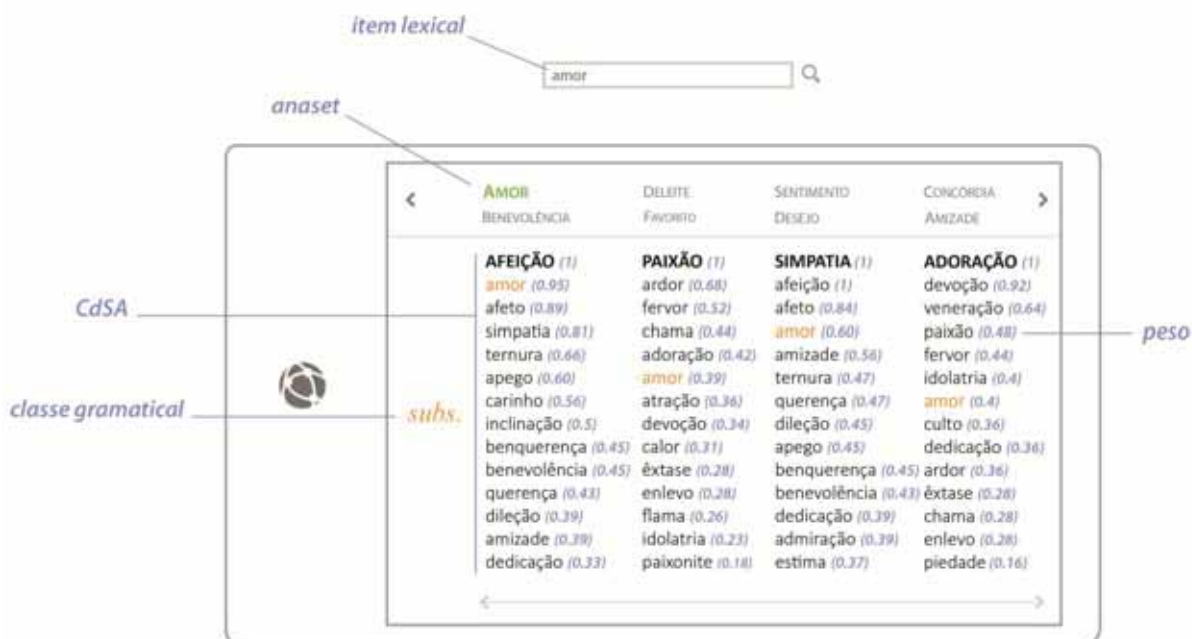 item lexical
amor
anaset
AMOR DELEITE SENTIMENTO CONCÓRDIA
BENEVOLÊNCIA FAVORITO DESEJO AMIZADE
AFEIÇÃO (1) PAIXÃO (1) SIMPATIA (1) ADORAÇÃO (1)
amor (0.95) ardor (0.68) afeição (1) devoção (0.92)
afeto (0.89) fervor (0.52) afeto (0.84) veneração (0.64)
CdSA simpatia (0.81) chama (0.44) amor (0.60) paixão (0.48) peso
ternura (0.66) adoração (0.42) amizade (0.56) fervor (0.44)
apego (0.60) amor (0.39) ternura (0.47) idolatria (0.4)
carinho (0.56) atração (0.36) querença (0.47) amor (0.4)
classe gramatical subs. inclinação (0.5) devoção (0.34) dileção (0.45) culto (0.36)
benquerença (0.45) calor (0.31) apego (0.45) dedicação (0.36)
benevolência (0.45) êxtase (0.28) benquerença (0.45) ardor (0.36)
querença (0.43) enlevo (0.28) benevolência (0.43) êxtase (0.28)
dileção (0.39) flama (0.26) dedicação (0.39) chama (0.28)
amizade (0.39) idolatria (0.23) admiração (0.39) enlevo (0.28)
dedicação (0.33) paixonite (0.18) estima (0.37) piedade (0.16)